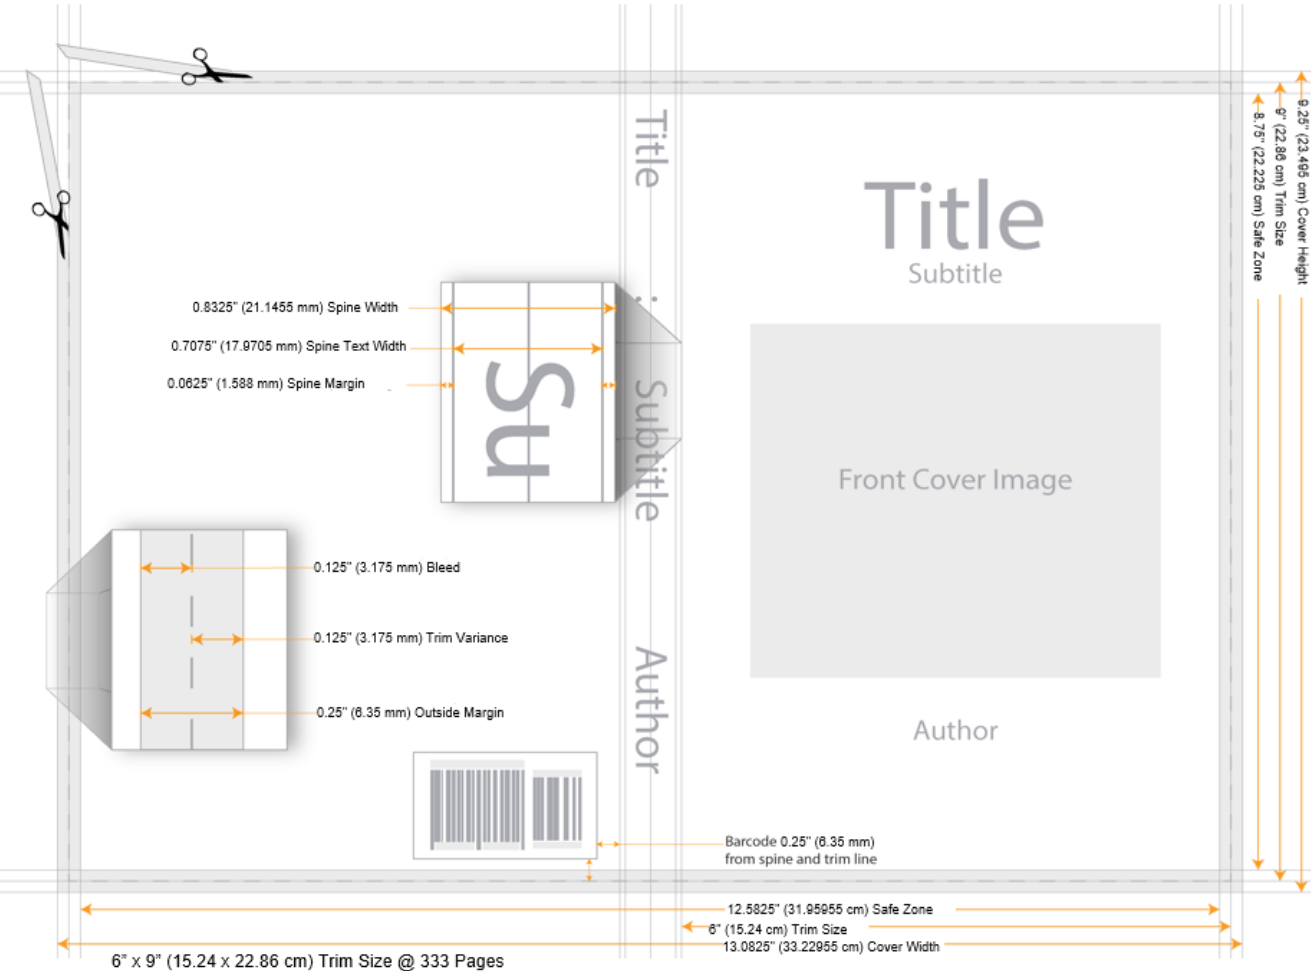 Title
Title
Subtitle
:
0.8325" (21.1455 mm) Spine Width
0.7075" (17.9705 mm) Spine Text Width
0.0625" (1.588 mm) Spine Margin
Su
Subtitle
Front Cover Image
0.125" (3.175 mm) Bleed
0.125" (3.175 mm) Trim Variance
0.25" (6.35 mm) Outside Margin
Author
Author
Barcode 0.25" (6.35 mm)
from spine and trim line
8.75" (22.225 cm) Safe Zone
9" (22.86 cm) Trim Size
9.25" (23.495 cm) Cover Height
12.5825" (31.95955 cm) Safe Zone
6" (15.24 cm) Trim Size
13.0825" (33.22955 cm) Cover Width
6" x 9" (15.24 x 22.86 cm) Trim Size @ 333 Pages